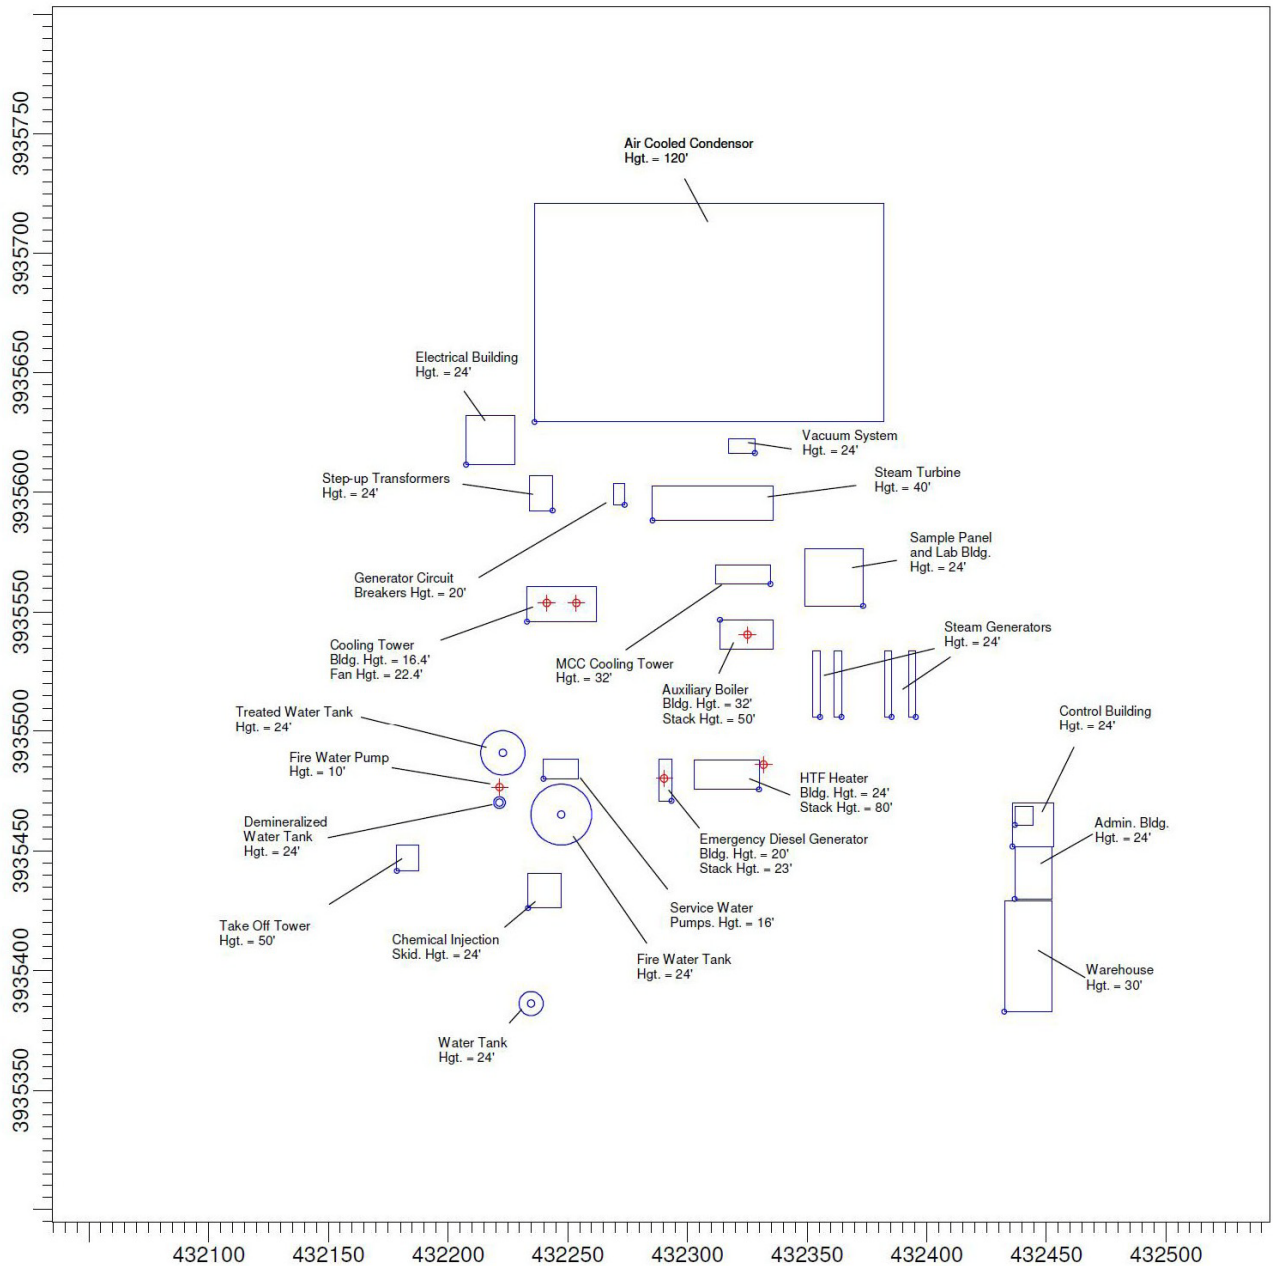 Air Cooled Condensor
Hgt. = 120'
Electrical Building
Hgt. = 24'
Vacuum System
Hgt. = 24'
Step-up Transformers
Hgt. = 24'
Steam Turbine
Hgt. = 40'
Sample Panel
and Lab Bldg.
Hgt. = 24'
Generator Circuit
Breakers Hgt. = 20'
Cooling Tower
Bldg. Hgt. = 16.4'
Fan Hgt. = 22.4'
MCC Cooling Tower
Hgt. = 32'
Steam Generators
Hgt. = 24'
Auxiliary Boiler
Bldg. Hgt. = 32'
Stack Hgt. = 50'
Treated Water Tank
Hgt. = 24'
Control Building
Hgt. = 24'
Fire Water Pump
Hgt. = 10'
HTF Heater
Bldg. Hgt. = 24'
Stack Hgt. = 80'
Demineralized
Water Tank
Hgt. = 24'
Emergency Diesel Generator
Bldg. Hgt. = 20'
Stack Hgt. = 23'
Admin. Bldg.
Hgt. = 24'
Take Off Tower
Hgt. = 50'
Chemical Injection
Skid. Hgt. = 24'
Service Water
Pumps. Hgt. = 16'
Fire Water Tank
Hgt. = 24'
Warehouse
Hgt. = 30'
Water Tank
Hgt. = 24'
3935750
3935700
3935650
3935600
3935550
3935500
3935450
3935400
3935350
432100 432150 432200 432250 432300 432350 432400 432450 432500